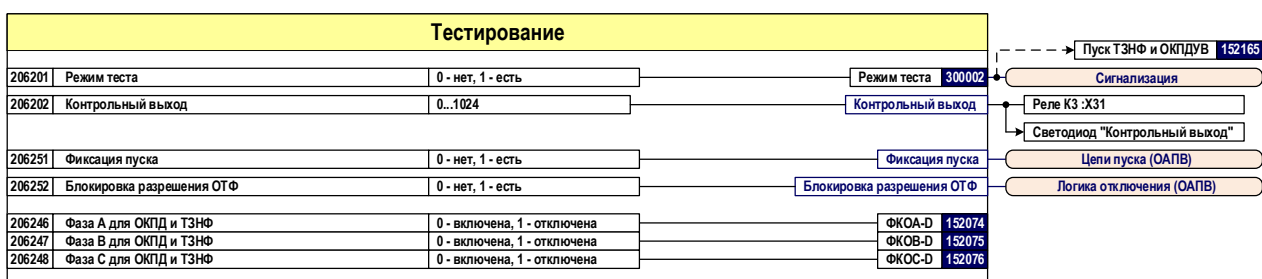 Тестирование
Пуск ТЗНФ и ОКПДУВ 152165
206201 Режим теста 0 - нет, 1 - есть Режим теста 300002 Сигнализация
206202 Контрольный выход 0...1024 Контрольный выход Реле К3 :X31
Светодиод "Контрольный выход"
206251 Фиксация пуска 0 - нет, 1 - есть Фиксация пуска Цепи пуска (ОАПВ)
206252 Блокировка разрешения ОТФ 0 - нет, 1 - есть Блокировка разрешения ОТФ Логика отключения (ОАПВ)
206246 Фаза А для ОКПД и ТЗНФ 0 - включена, 1 - отключена ФКОА-D 152074
206247 Фаза В для ОКПД и ТЗНФ 0 - включена, 1 - отключена ФКОВ-D 152075
206248 Фаза С для ОКПД и ТЗНФ 0 - включена, 1 - отключена ФКОС-D 152076